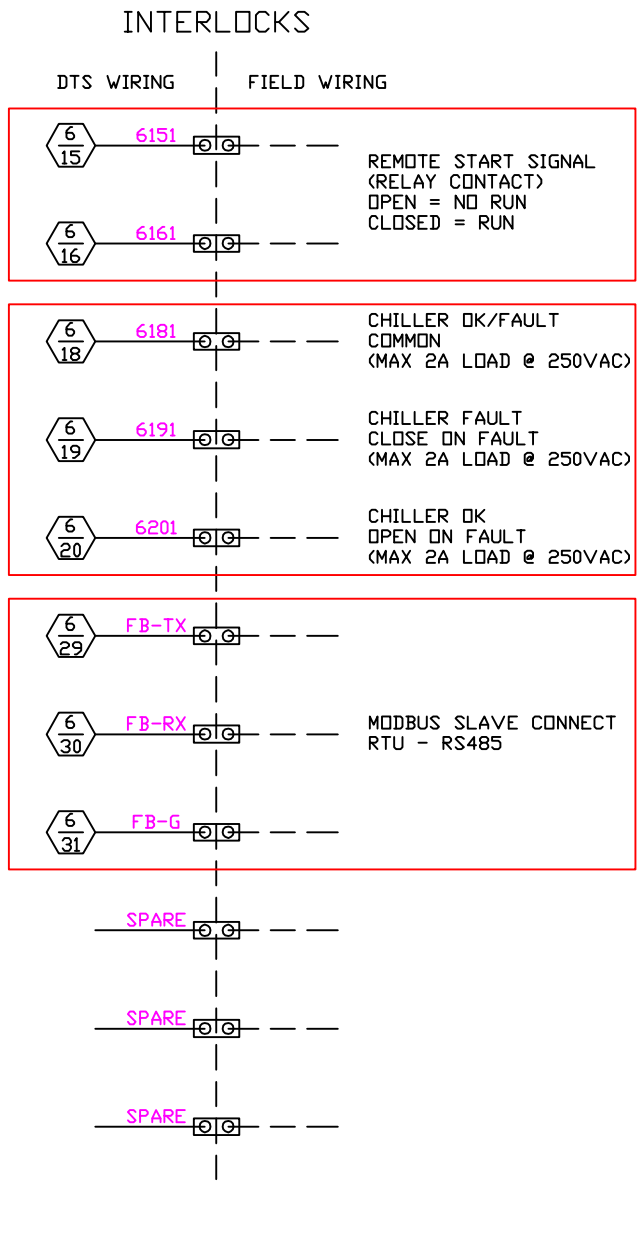 INTERLOCKS
DTS WIRING
FIELD WIRING
6
15
6151
REMOTE START SIGNAL
(RELAY CONTACT)
OPEN = NO RUN
CLOSED = RUN
6
16
6161
6
18
6181
CHILLER OK/FAULT
COMMON
(MAX 2A LOAD @ 250VAC)
6
19
6191
CHILLER FAULT
CLOSE ON FAULT
(MAX 2A LOAD @ 250VAC)
6
20
6201
CHILLER OK
OPEN ON FAULT
(MAX 2A LOAD @ 250VAC)
6
29
FB-TX
6
30
FB-RX
MODBUS SLAVE CONNECT
RTU - RS485
6
31
FB-G
SPARE
SPARE
SPARE